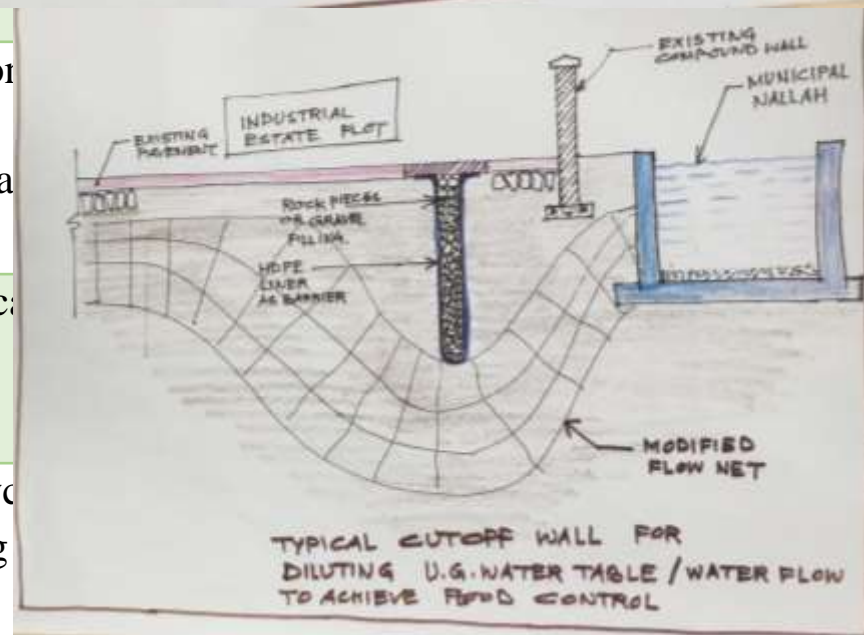 EXISTING
COMPOUND WALL
MUNICIPAL
NALLAH
EXISTING
PAVEMENT
INDUSTRIAL
ESTATE PLOT
ROCK PIECES
OR GRAVEL
FILLING
HDPE
LINER
AS BARRIER
MODIFIED
FLOW NET
TYPICAL CUTOFF WALL FOR
DILUTING U.G. WATER TABLE / WATER FLOW
TO ACHIEVE FLOOD CONTROL